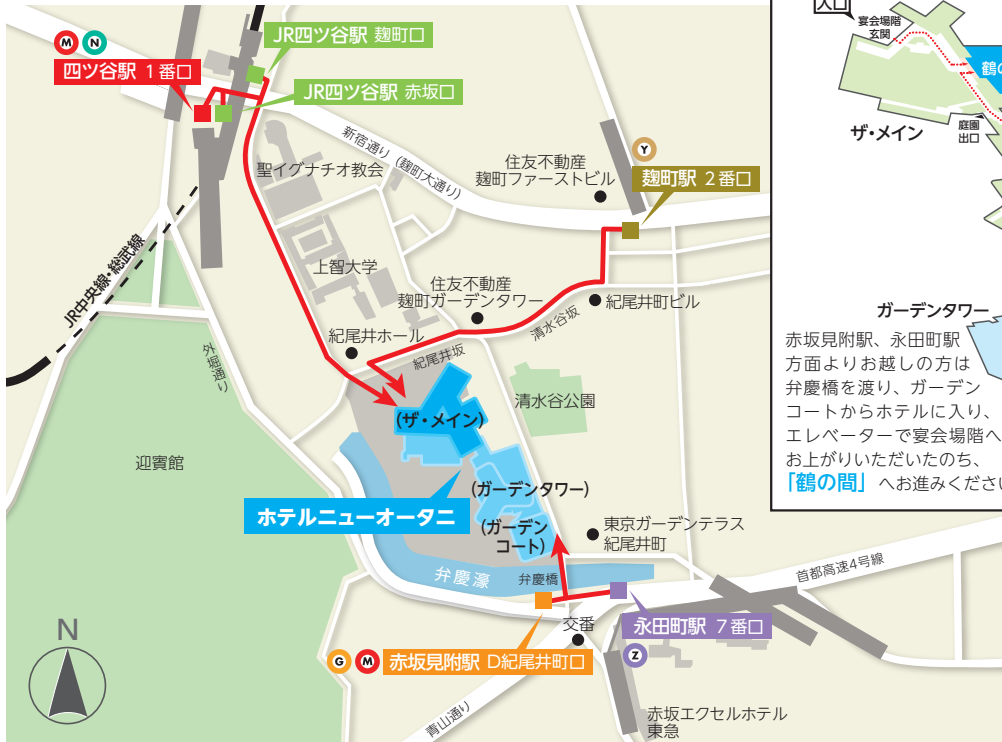 JR四ツ谷駅 麹町口
M N
四ツ谷駅 1番口
JR四ツ谷駅 赤坂口
新宿通り(麹町大通り)
聖イグナチオ教会
住友不動産
麹町ファーストビル
Y
麹町駅 2番口
JR中央線・総武線
上智大学
住友不動産
麹町ガーデンタワー
紀尾井町ビル
清水谷坂
紀尾井ホール
紀尾井坂
外堀通り
清水谷公園
(ザ・メイン)
迎賓館
(ガーデンタワー)
ホテルニューオータニ
(ガーデン
コート)
東京ガーデンテラス
紀尾井町
弁慶濠
弁慶橋
首都高速4号線
交番
永田町駅 7番口
Z
G M
赤坂見附駅 D紀尾井町口
N
青山通り
赤坂エクセルホテル
東急
入口
宴会場階
玄関
鶴の
ザ・メイン
庭園
出口
ガーデンタワー
赤坂見附駅、永田町駅
方面よりお越しの方は
弁慶橋を渡り、ガーデン
コートからホテルに入り、
エレベーターで宴会場階へ
お上がりいただいたのち、
「鶴の間」へお進みくださ